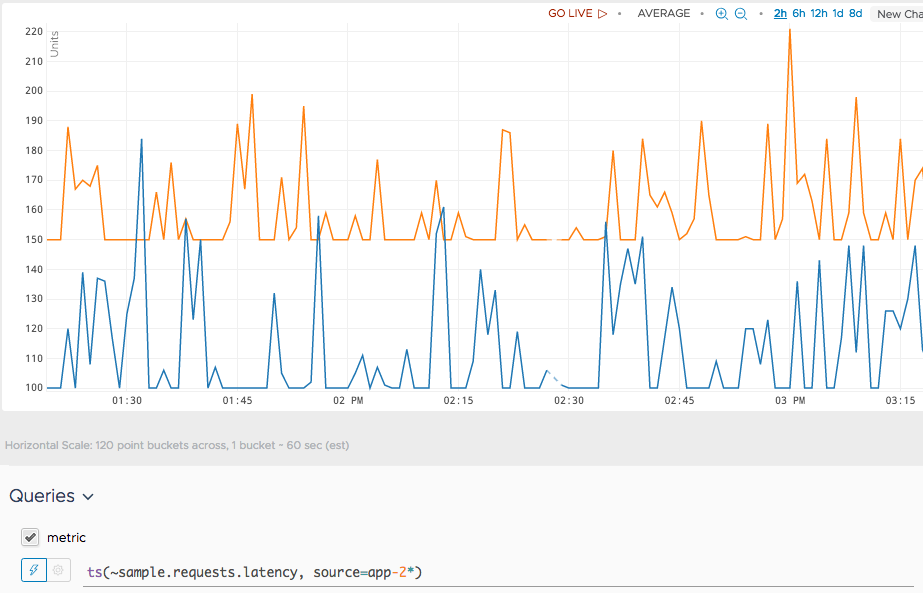 GO LIVE ▷ • AVERAGE • • 2h 6h 12h 1d 8d New Cha
Units
220
210
200
190
180
170
160
150
140
130
120
110
100
01:30 01:45 02 PM 02:15 02:30 02:45 03 PM 03:15
Horizontal Scale: 120 point buckets across, 1 bucket ~ 60 sec (est)
Queries
metric
ts(~sample.requests.latency, source=app-2*)